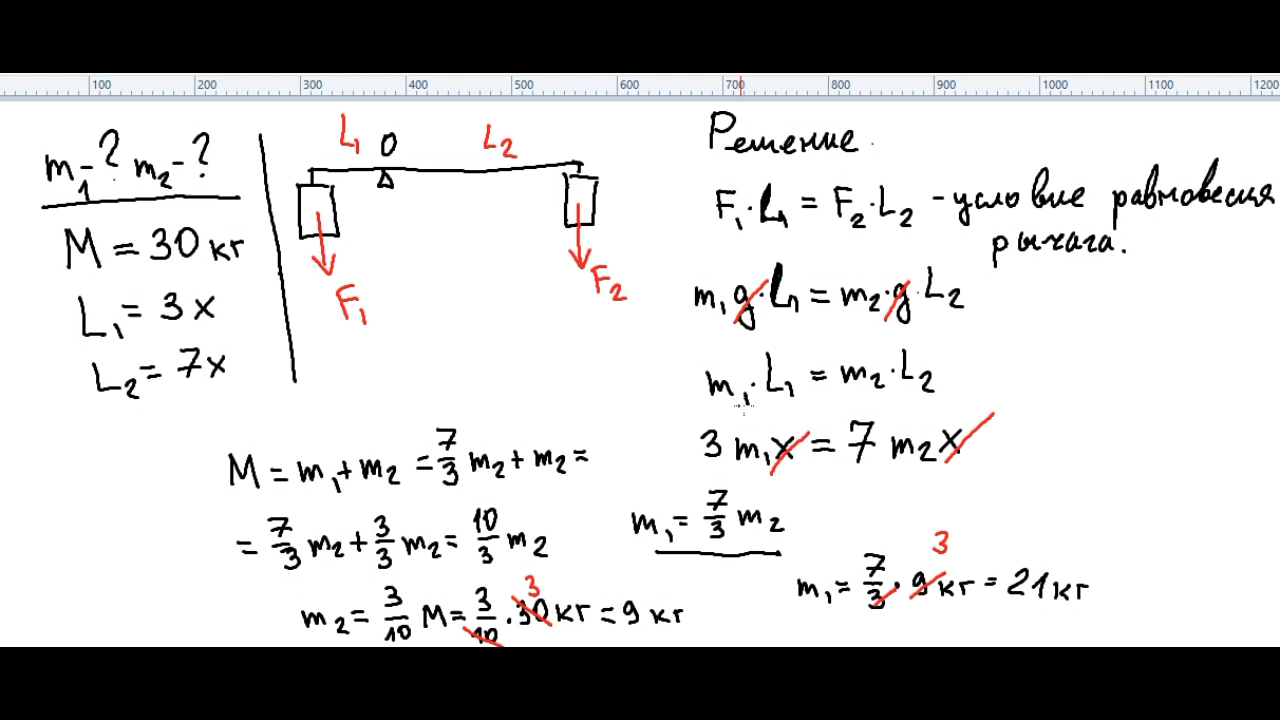 100 200 300 400 500 600 700 800 900 1000 1100 1200
m₁-? m₂-?
M = 30 кг
L₁ = 3x
L₂ = 7x
L₁ O L₂
F₁
F₂
Решение.
F₁·L₁ = F₂·L₂ - условие равновесия
рычага.
m₁g·L₁ = m₂·g·L₂
m₁·L₁ = m₂·L₂
3 m₁x = 7 m₂x
m₁ = 7/3 m₂
M = m₁ + m₂ = 7/3 m₂ + m₂ =
= 7/3 m₂ + 3/3 m₂ = 10/3 m₂
3
m₂ = 3/10 M = 3/10 · 30 кг = 9 кг
3
m₁ = 7/3 · 9 кг = 21 кг